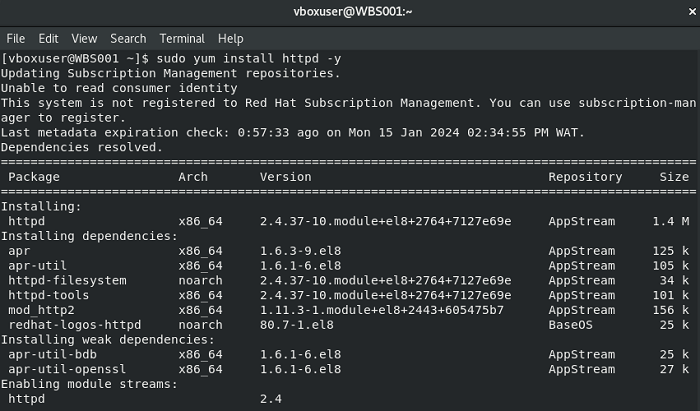 vboxuser@WBS001:~
File Edit View Search Terminal Help
[vboxuser@WBS001 ~]$ sudo yum install httpd -y
Updating Subscription Management repositories.
Unable to read consumer identity
This system is not registered to Red Hat Subscription Management. You can use subscription-man
ager to register.
Last metadata expiration check: 0:57:33 ago on Mon 15 Jan 2024 02:34:55 PM WAT.
Dependencies resolved.
================================================================================================
Package Arch Version Repository Size
================================================================================================
Installing:
httpd x86_64 2.4.37-10.module+el8+2764+7127e69e AppStream 1.4 M
Installing dependencies:
apr x86_64 1.6.3-9.el8 AppStream 125 k
apr-util x86_64 1.6.1-6.el8 AppStream 105 k
httpd-filesystem noarch 2.4.37-10.module+el8+2764+7127e69e AppStream 34 k
httpd-tools x86_64 2.4.37-10.module+el8+2764+7127e69e AppStream 101 k
mod_http2 x86_64 1.11.3-1.module+el8+2443+605475b7 AppStream 156 k
redhat-logos-httpd noarch 80.7-1.el8 BaseOS 25 k
Installing weak dependencies:
apr-util-bdb x86_64 1.6.1-6.el8 AppStream 25 k
apr-util-openssl x86_64 1.6.1-6.el8 AppStream 27 k
Enabling module streams:
httpd 2.4